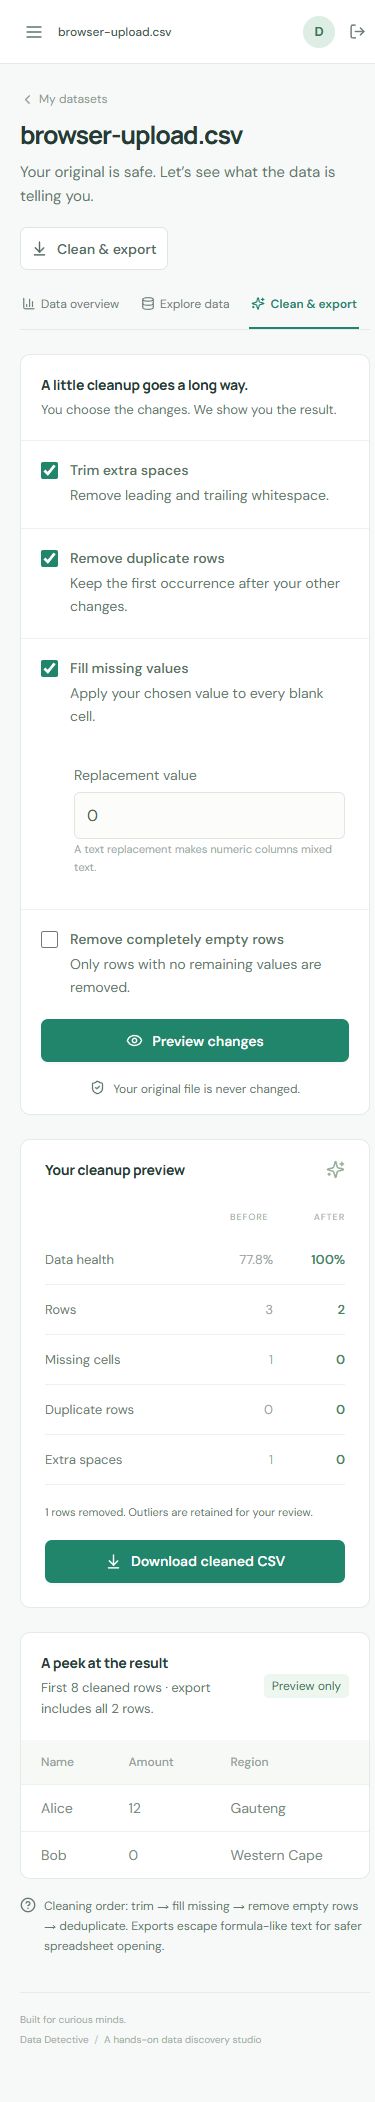 browser-upload.csv
D
My datasets
browser-upload.csv
Your original is safe. Let's see what the data is
telling you.
Clean & export
Data overview Explore data Clean & export
A little cleanup goes a long way.
You choose the changes. We show you the result.
Trim extra spaces
Remove leading and trailing whitespace.
Remove duplicate rows
Keep the first occurrence after your other
changes.
Fill missing values
Apply your chosen value to every blank
cell.
Replacement value
0
A text replacement makes numeric columns mixed
text.
Remove completely empty rows
Only rows with no remaining values are
removed.
Preview changes
Your original file is never changed.
Your cleanup preview
BEFORE AFTER
Data health 77.8% 100%
Rows 3 2
Missing cells 1 0
Duplicate rows 0 0
Extra spaces 1 0
1 rows removed. Outliers are retained for your review.
Download cleaned CSV
A peek at the result
First 8 cleaned rows · export
includes all 2 rows.
Preview only
Name Amount Region
Alice 12 Gauteng
Bob 0 Western Cape
Cleaning order: trim → fill missing → remove empty rows
→ deduplicate. Exports escape formula-like text for safer
spreadsheet opening.
Built for curious minds.
Data Detective / A hands-on data discovery studio